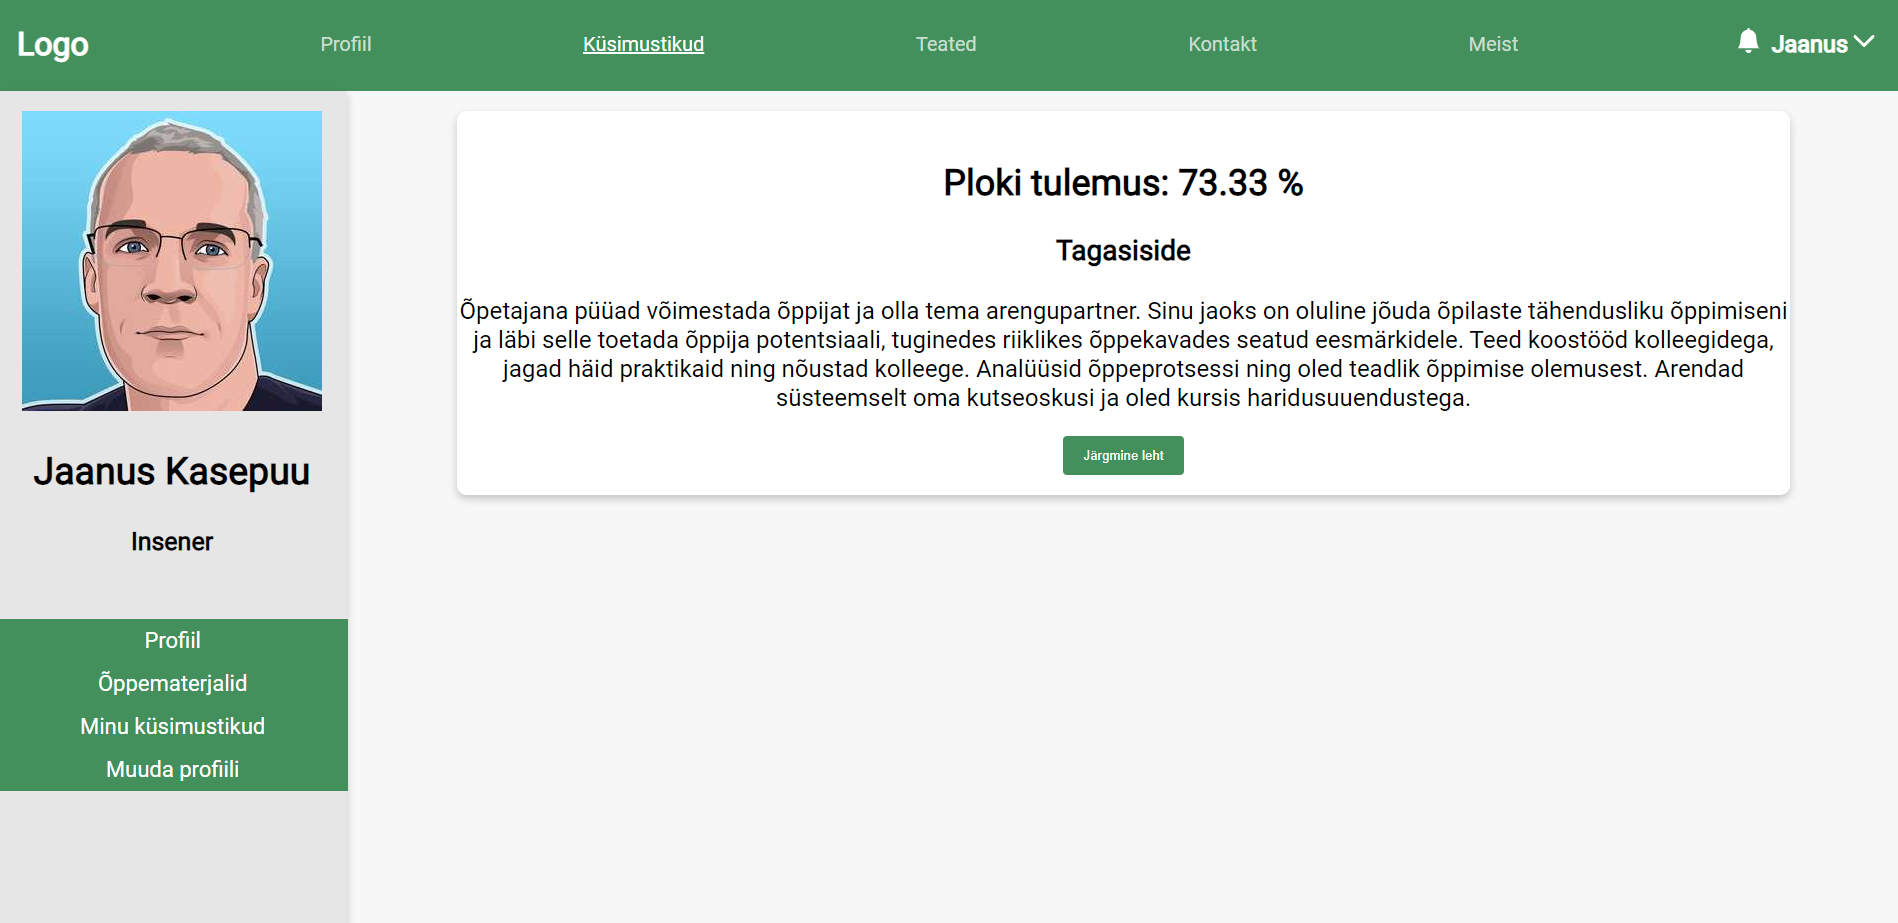 Logo
Profiil
Küsimustikud
Teated
Kontakt
Meist
Jaanus
Jaanus Kasepuu
Insener
Profiil
Õppematerjalid
Minu küsimustikud
Muuda profiili
Ploki tulemus: 73.33 %
Tagasiside
Õpetajana püüad võimestada õppijat ja olla tema arengupartner. Sinu jaoks on oluline jõuda õpilaste tähendusliku õppimiseni
ja läbi selle toetada õppija potentsiaali, tuginedes riiklikes õppekavades seatud eesmärkidele. Teed koostööd kolleegidega,
jagad häid praktikaid ning nõustad kolleege. Analüüsid õppeprotsessi ning oled teadlik õppimise olemusest. Arendad
süsteemselt oma kutseoskusi ja oled kursis haridusuuendustega.
Järgmine leht